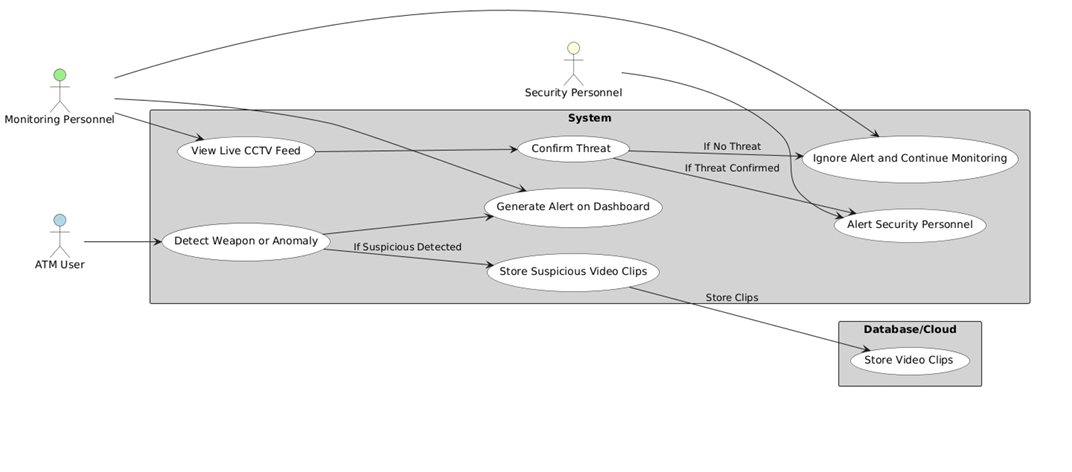 Security Personnel
Monitoring Personnel
System
View Live CCTV Feed
Confirm Threat
If No Threat
Ignore Alert and Continue Monitoring
If Threat Confirmed
Generate Alert on Dashboard
Alert Security Personnel
ATM User
Detect Weapon or Anomaly
If Suspicious Detected
Store Suspicious Video Clips
Store Clips
Database/Cloud
Store Video Clips